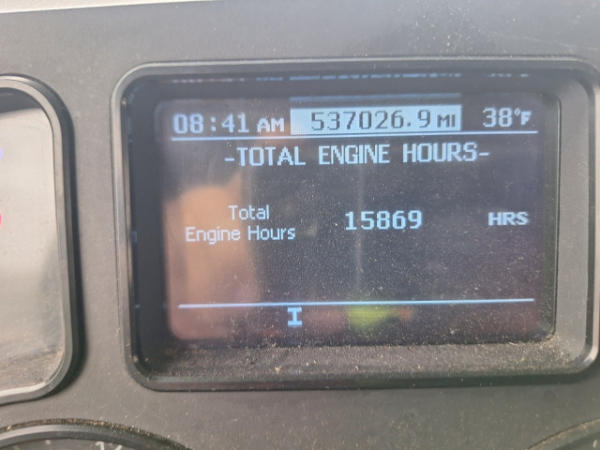 08:41 AM 537026.9 MI 38°F
-TOTAL ENGINE HOURS-
Total
Engine Hours 15869 HRS